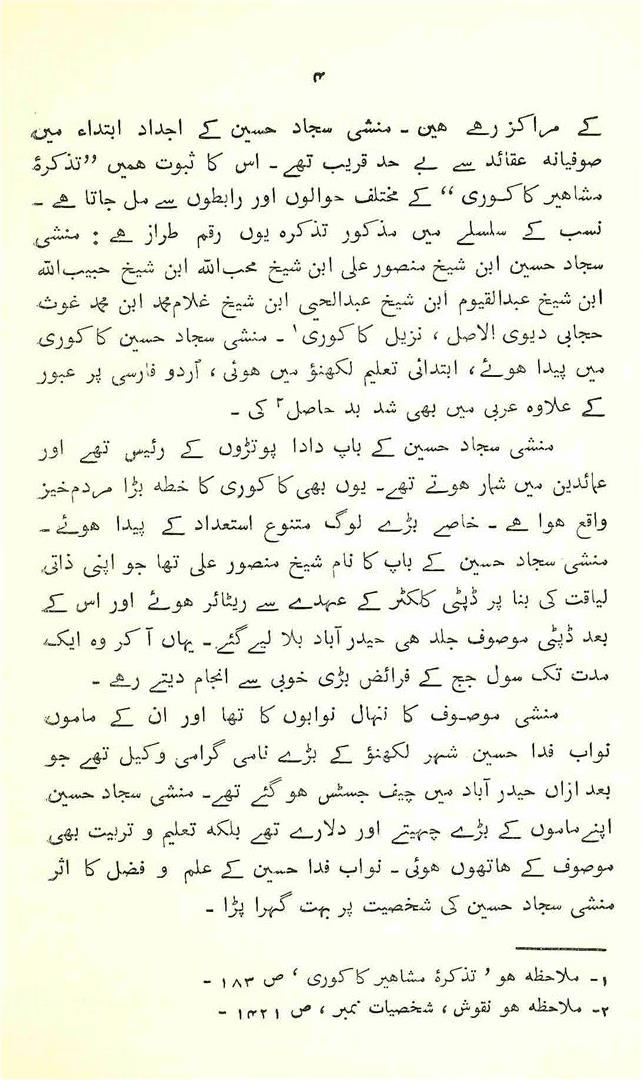 ۴
کے مراکز رہے ہیں ۔ منشی سجاد حسین کے اجداد ابتداء میں
صوفیانہ عقائد سے بے حد قریب تھے ۔ اس کا ثبوت ہمیں ”تذکرۂ
مشاہیر کاکوری“ کے مختلف حوالوں اور رابطوں سے مل جاتا ہے ۔
نسب کے سلسلے میں مذکور تذکرہ یوں رقم طراز ہے : منشی
سجاد حسین ابن شیخ منصور علی ابن شیخ محب اللہ ابن شیخ حبیب اللہ
ابن شیخ عبدالقیوم ابن شیخ عبدالحیی ابن شیخ غلام محمد ابن محمد غوث
حجابی دیوی الاصل ، نزیل کاکوری ۱ ۔ منشی سجاد حسین کاکوری
میں پیدا ہوئے ، ابتدائی تعلیم لکھنؤ میں ہوئی ، اُردو فارسی پر عبور
کے علاوہ عربی میں بھی شد بد حاصل ۲ کی ۔
منشی سجاد حسین کے باپ دادا پوتڑوں کے رئیس تھے اور
عمائدین میں شمار ہوتے تھے ۔ یوں بھی کاکوری کا خطہ بڑا مردم خیز
واقع ہوا ہے ۔ خاصے بڑے لوگ متنوع استعداد کے پیدا ہوئے ۔
منشی سجاد حسین کے باپ کا نام شیخ منصور علی تھا جو اپنی ذاتی
لیاقت کی بنا پر ڈپٹی کلکٹر کے عہدے سے ریٹائر ہوئے اور اس کے
بعد ڈپٹی موصوف جلد ہی حیدر آباد بلا لیے گئے ۔ یہاں آ کر وہ ایک
مدت تک سول جج کے فرائض بڑی خوبی سے انجام دیتے رہے ۔
منشی موصوف کا ننہال نوابوں کا تھا اور ان کے ماموں
نواب فدا حسین شہر لکھنؤ کے بڑے نامی گرامی وکیل تھے جو
بعد ازاں حیدر آباد میں چیف جسٹس ہو گئے تھے ۔ منشی سجاد حسین
اپنے ماموں کے بڑے چہیتے اور دلارے تھے بلکہ تعلیم و تربیت بھی
موصوف کے ہاتھوں ہوئی ۔ نواب فدا حسین کے علم و فضل کا اثر
منشی سجاد حسین کی شخصیت پر بہت گہرا پڑا ۔
۱۔ ملاحظہ ہو ’تذکرۂ مشاہیر کاکوری‘ ص ۱۸۳ ۔
۲۔ ملاحظہ ہو نقوش ، شخصیات نمبر ، ص ۱۴۲۱ ۔